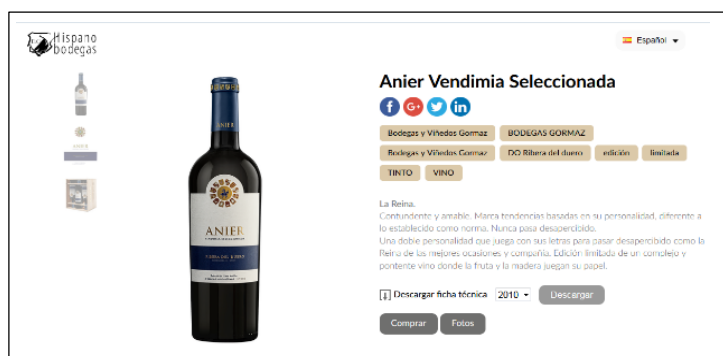 Hispano
bodegas
Español
Anier Vendimia Seleccionada
Bodegas y Viñedos Gormaz BODEGAS GORMAZ
Bodegas y Viñedos Gormaz DO Ribera del duero edición limitada
TINTO VINO
La Reina.
Contundente y amable. Marca tendencias basadas en su personalidad, diferente a
lo establecido como norma. Nunca pasa desapercibido.
Una doble personalidad que juega con sus letras para pasar desapercibido como la
Reina de las mejores ocasiones y compañía. Edición limitada de un complejo y
pontente vino donde la fruta y la madera juegan su papel.
Descargar ficha técnica 2010 Descargar
Comprar Fotos
ANIER
ANIER
RIBERA DEL DUERO